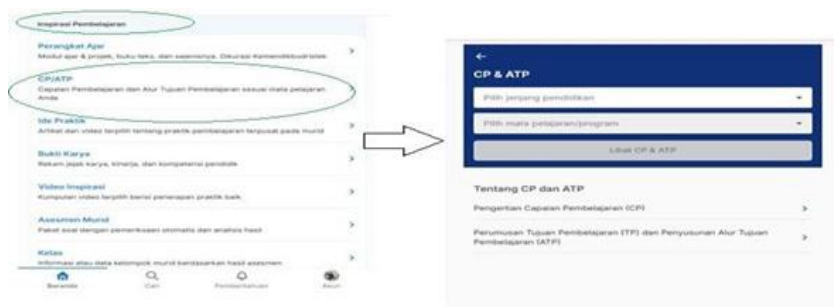 Inspirasi Pembelajaran
Perangkat Ajar
Modul ajar & projek, buku teks, dan sejenisnya. Dikurasi Kemendikbudristek
CP/ATP
Capaian Pembelajaran dan Alur Tujuan Pembelajaran sesuai mata pelajaran
Anda
Ide Praktik
Artikel dan video terpilih tentang praktik pembelajaran terpusat pada murid
Bukti Karya
Rekam jejak karya, kinerja, dan kompetensi pendidik
Video Inspirasi
Kumpulan video terpilih berisi penerapan praktik baik
Asesmen Murid
Paket soal dengan pemeriksaan otomatis dan analisis hasil
Kelas
Informasi atau data kelompok murid berdasarkan hasil asesmen
Beranda
Cari
Pemberitahuan
Akun
CP & ATP
Pilih jenjang pendidikan
Pilih mata pelajaran/program
Lihat CP & ATP
Tentang CP dan ATP
Pengertian Capaian Pembelajaran (CP)
Perumusan Tujuan Pembelajaran (TP) dan Penyusunan Alur Tujuan
Pembelajaran (ATP)